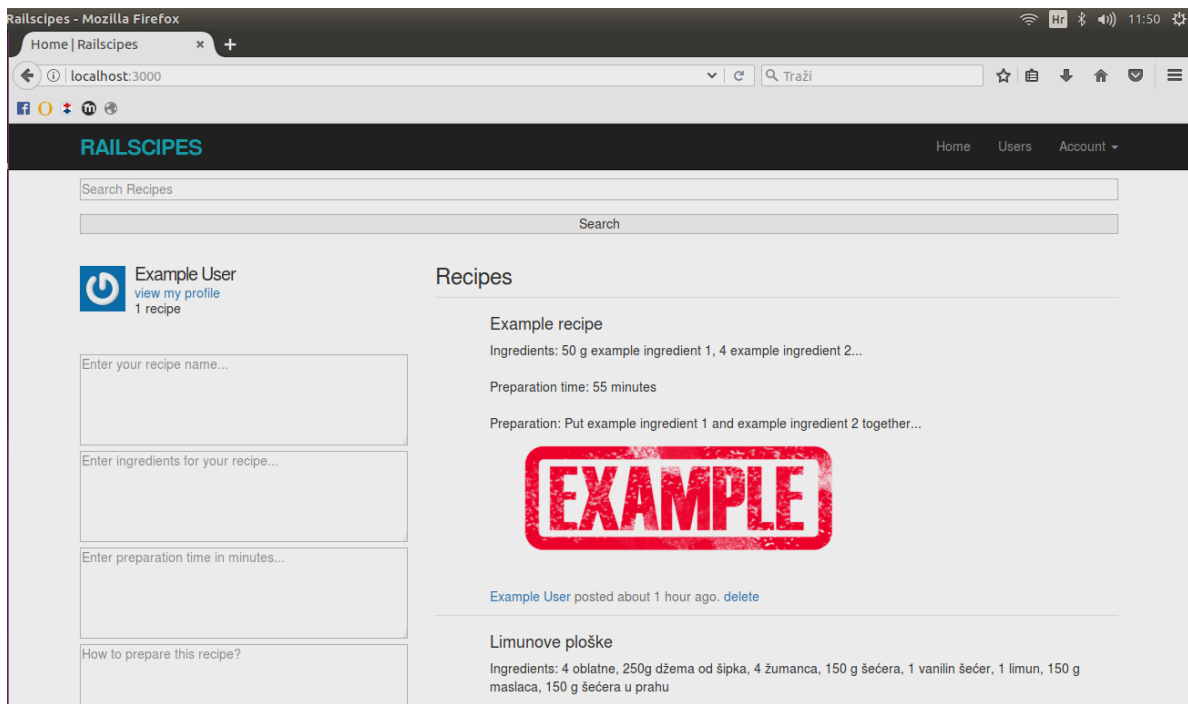 Railscipes - Mozilla Firefox
Hr
11:50
Home | Railscipes
localhost:3000
Traži
RAILSCIPES
Home
Users
Account
Search Recipes
Search
Example User
view my profile
1 recipe
Enter your recipe name...
Enter ingredients for your recipe...
Enter preparation time in minutes...
How to prepare this recipe?
Recipes
Example recipe
Ingredients: 50 g example ingredient 1, 4 example ingredient 2...
Preparation time: 55 minutes
Preparation: Put example ingredient 1 and example ingredient 2 together...
EXAMPLE
Example User posted about 1 hour ago. delete
Limunove ploške
Ingredients: 4 oblatne, 250g džema od šipka, 4 žumanca, 150 g šećera, 1 vanilin šećer, 1 limun, 150 g
maslaca, 150 g šećera u prahu